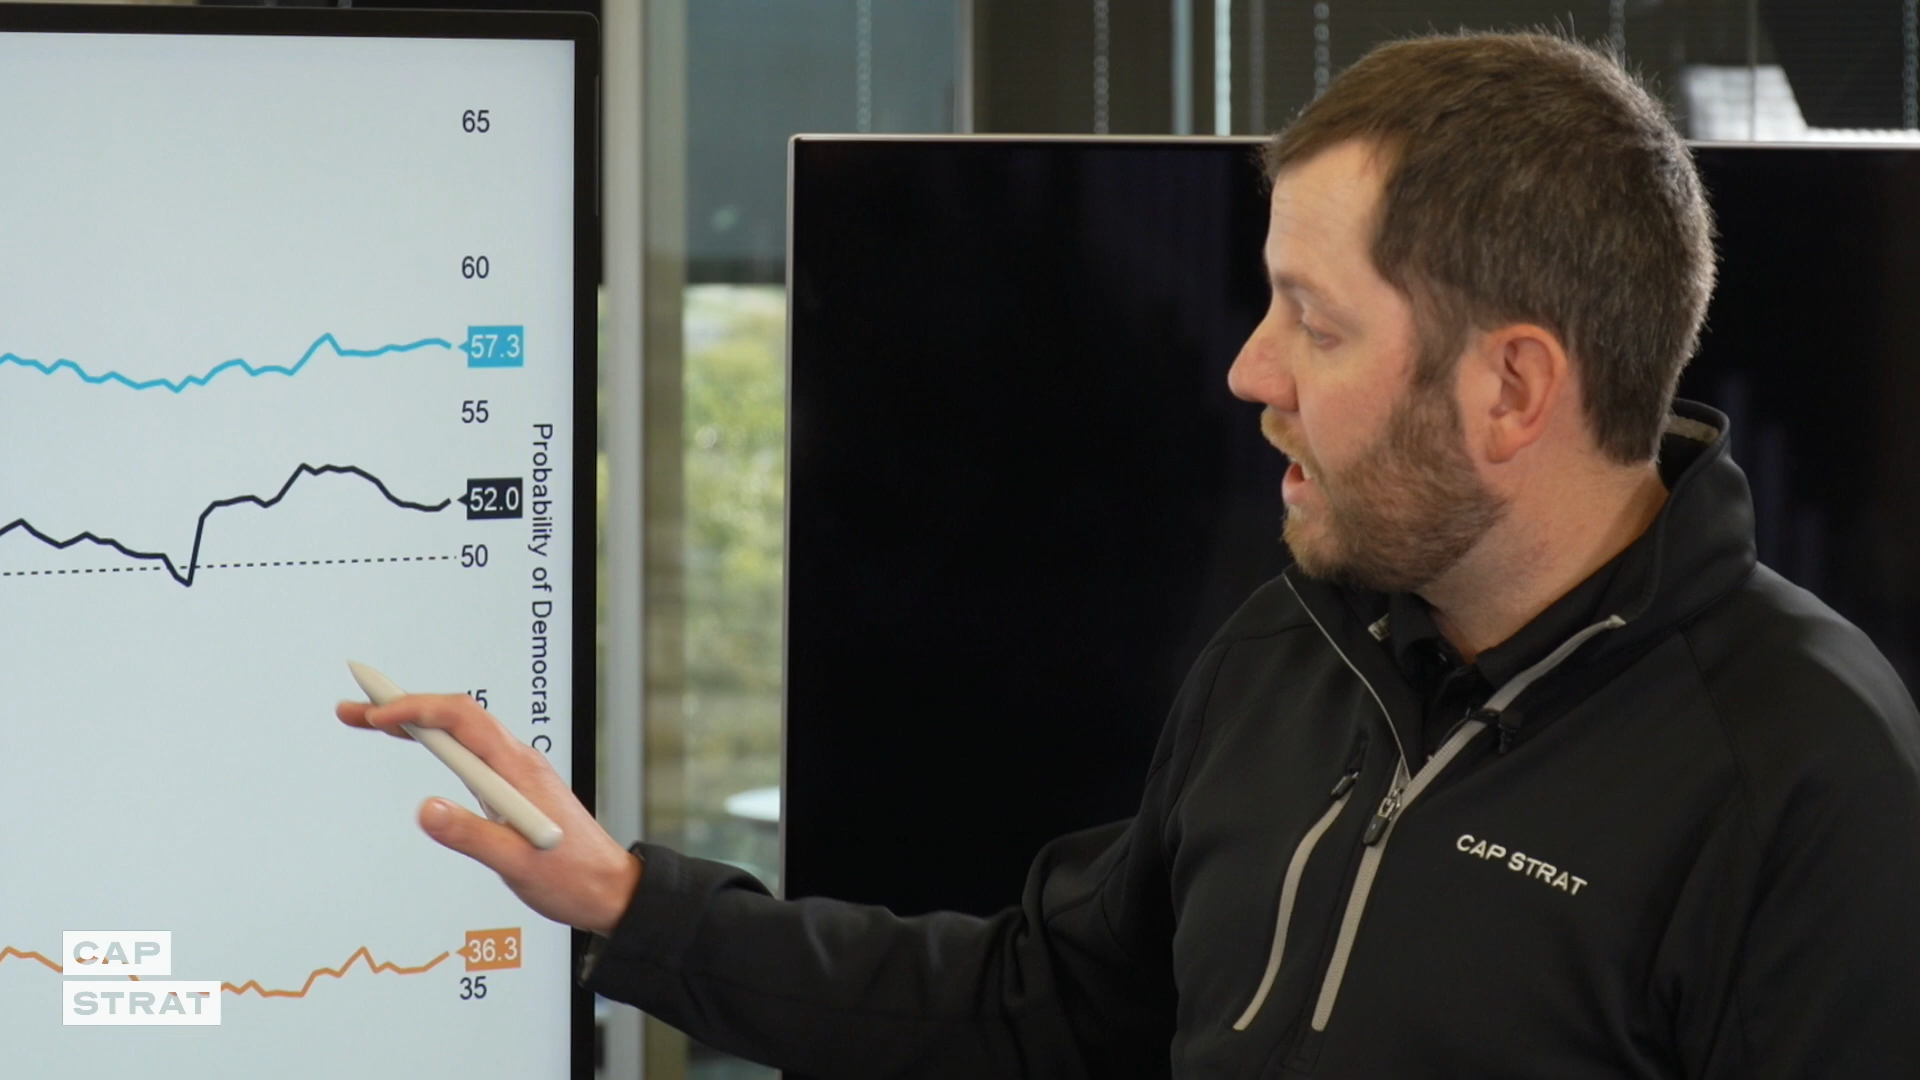 65
60
57.3
55
52.0
50
Probability of Democrat C
36.3
35
CAP STRAT
CAP
STRAT